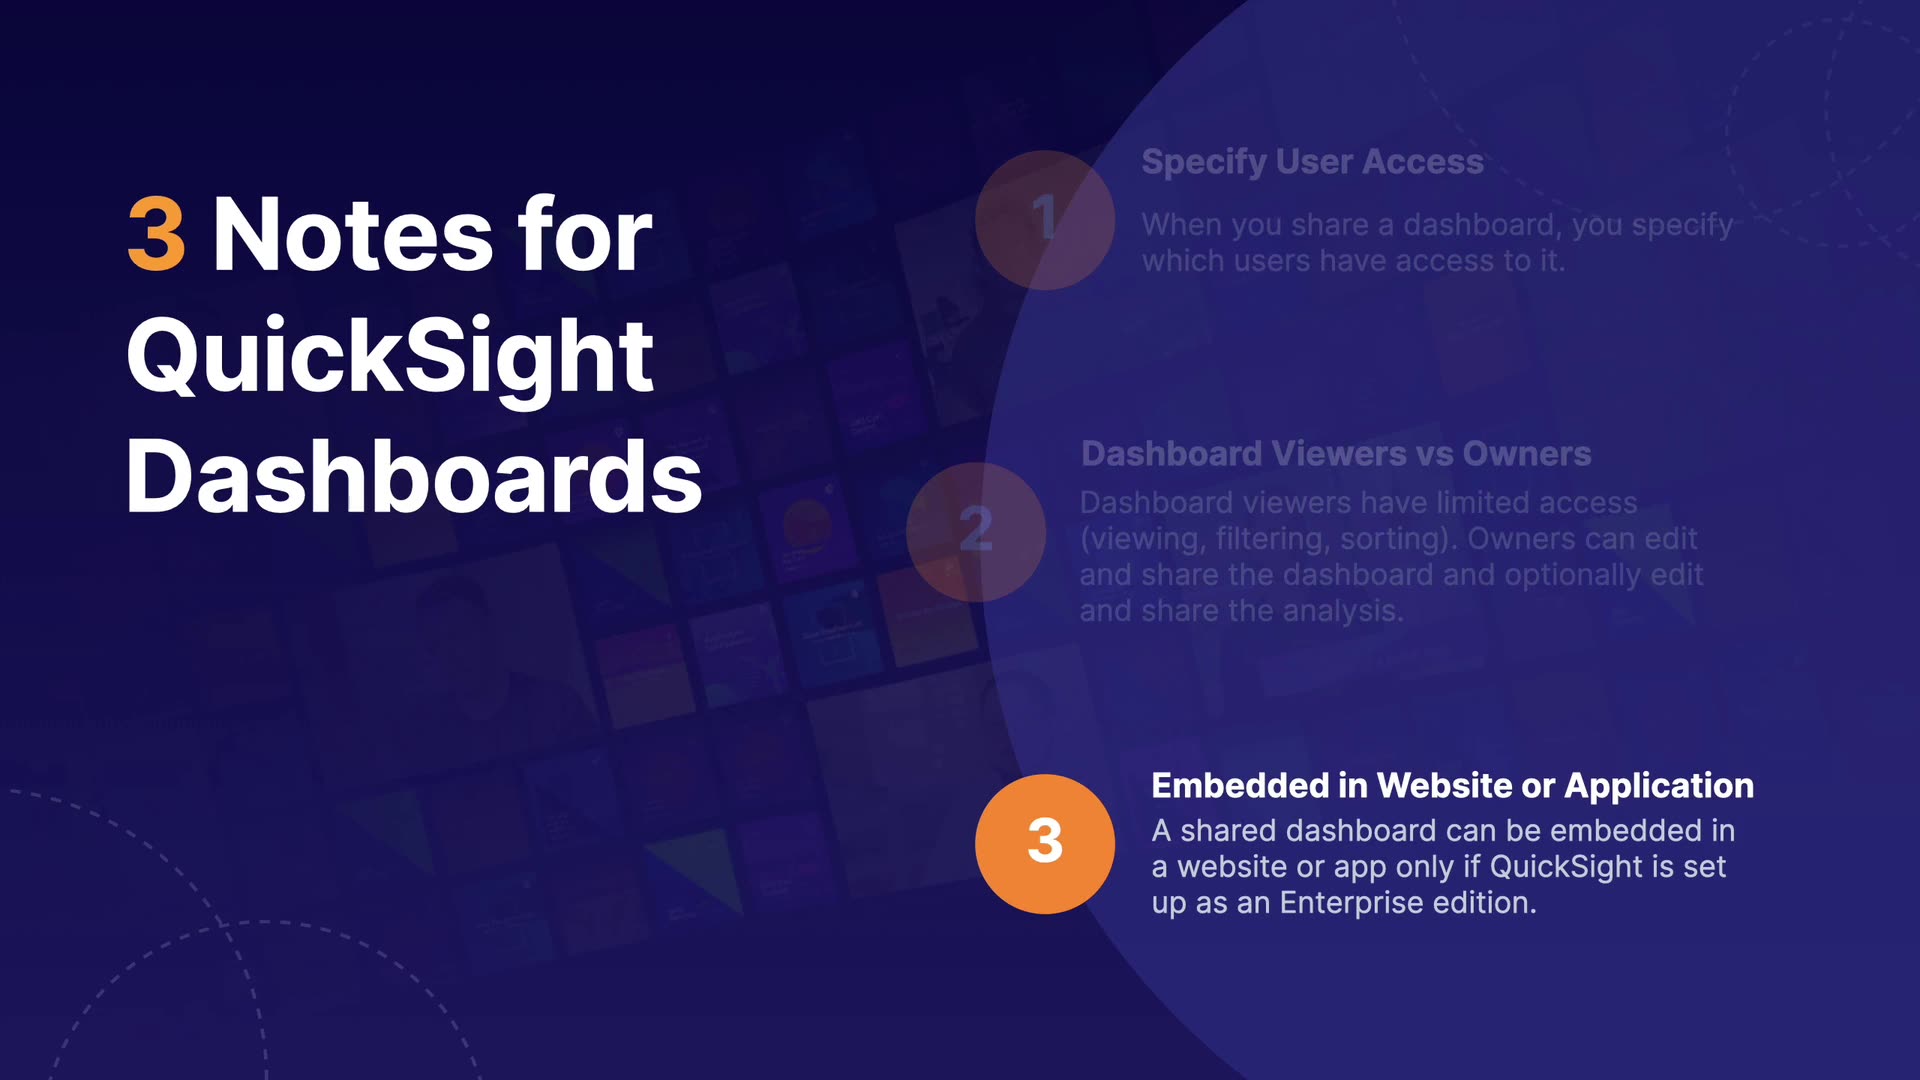 3 Notes for
QuickSight
Dashboards
1
Specify User Access
When you share a dashboard, you specify
which users have access to it.
2
Dashboard Viewers vs Owners
Dashboard viewers have limited access
(viewing, filtering, sorting). Owners can edit
and share the dashboard and optionally edit
and share the analysis.
3
Embedded in Website or Application
A shared dashboard can be embedded in
a website or app only if QuickSight is set
up as an Enterprise edition.